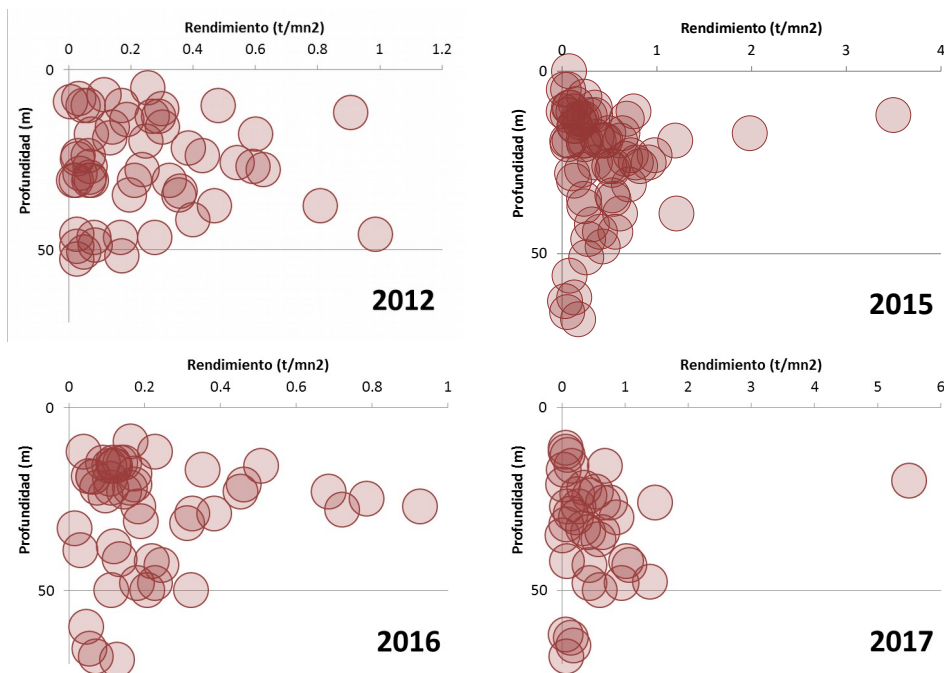 Rendimiento (t/mn2)
0 0.2 0.4 0.6 0.8 1 1.2
0
50
Profundidad (m)
2012
Rendimiento (t/mn2)
0 1 2 3 4
0
50
Profundidad (m)
2015
Rendimiento (t/mn2)
0 0.2 0.4 0.6 0.8 1
0
50
Profundidad (m)
2016
Rendimiento (t/mn2)
0 1 2 3 4 5 6
0
50
Profundidad (m)
2017